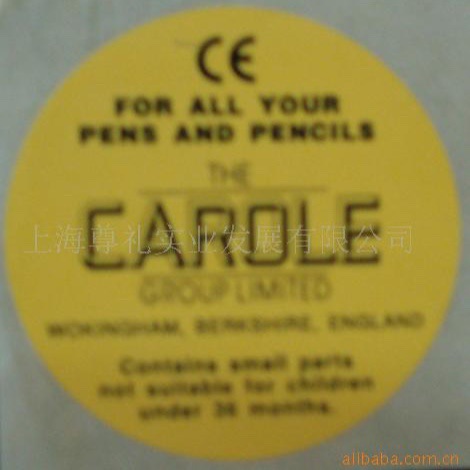 CE
FOR ALL YOUR
PENS AND PENCILS
THE
CAROLE
上海尊礼实业发展有限公司
GROUP LIMITED
WOKINGHAM, BERKSHIRE, ENGLAND
Contains small parts
not suitable for children
under 36 months.
alibaba.com.cn